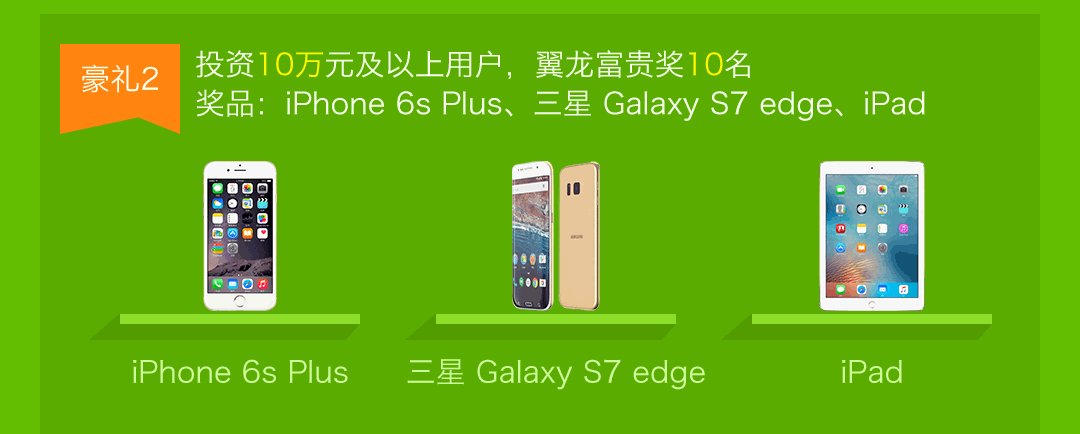 豪礼2
投资10万元及以上用户，翼龙富贵奖10名
奖品：iPhone 6s Plus、三星 Galaxy S7 edge、iPad
iPhone 6s Plus
三星 Galaxy S7 edge
iPad